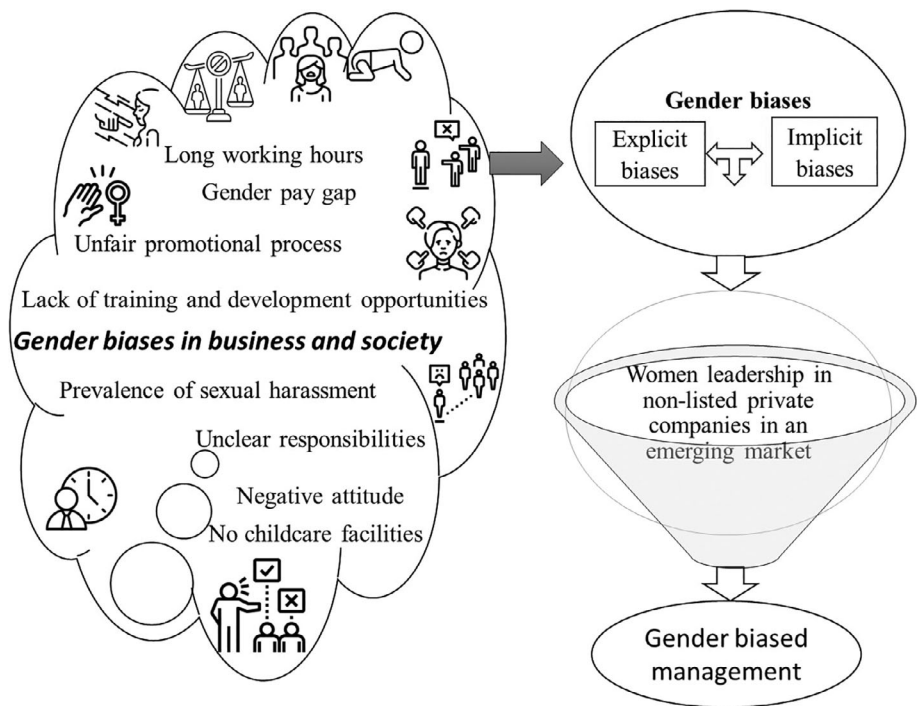 Long working hours
Gender pay gap
Unfair promotional process
Lack of training and development opportunities
Gender biases in business and society
Prevalence of sexual harassment
Unclear responsibilities
Negative attitude
No childcare facilities
Gender biases
Explicit
biases
Implicit
biases
Women leadership in
non-listed private
companies in an
emerging market
Gender biased
management